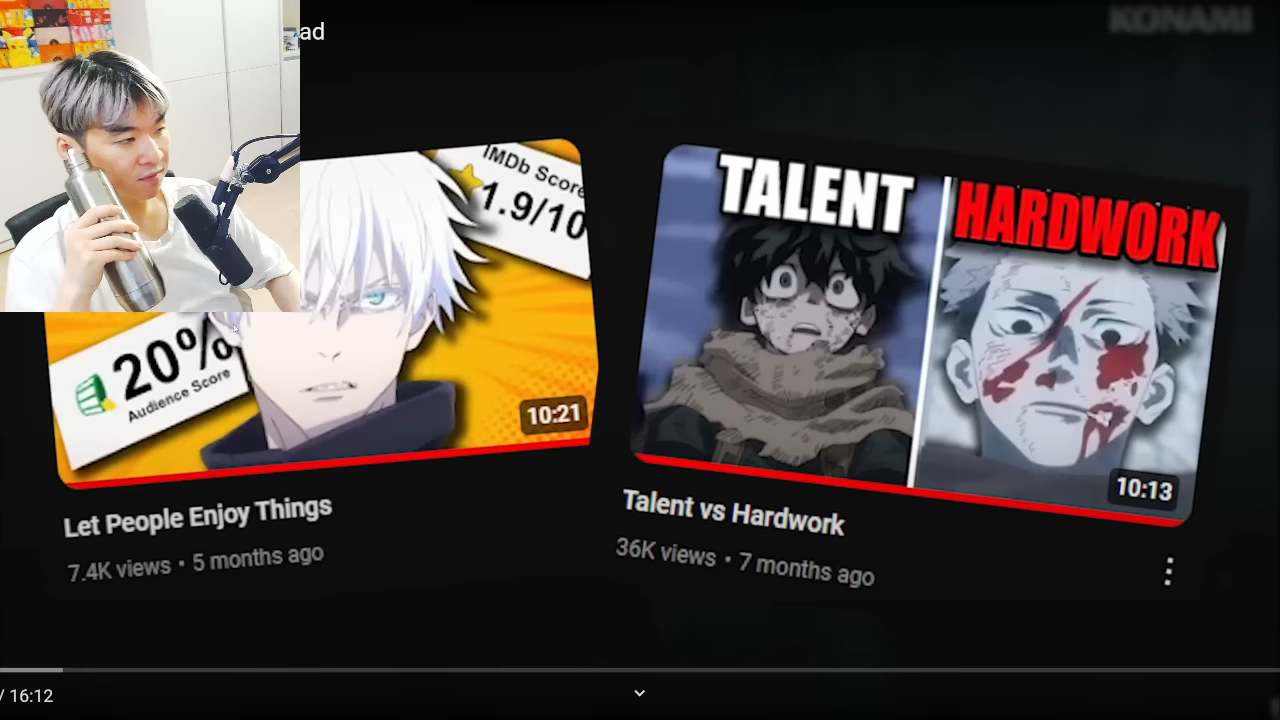 ad
KONAMI
IMDb Score
1.9/10
20%
Audience Score
10:21
Let People Enjoy Things
7.4K views • 5 months ago
TALENT
HARDWORK
10:13
Talent vs Hardwork
36K views • 7 months ago
/ 16:12